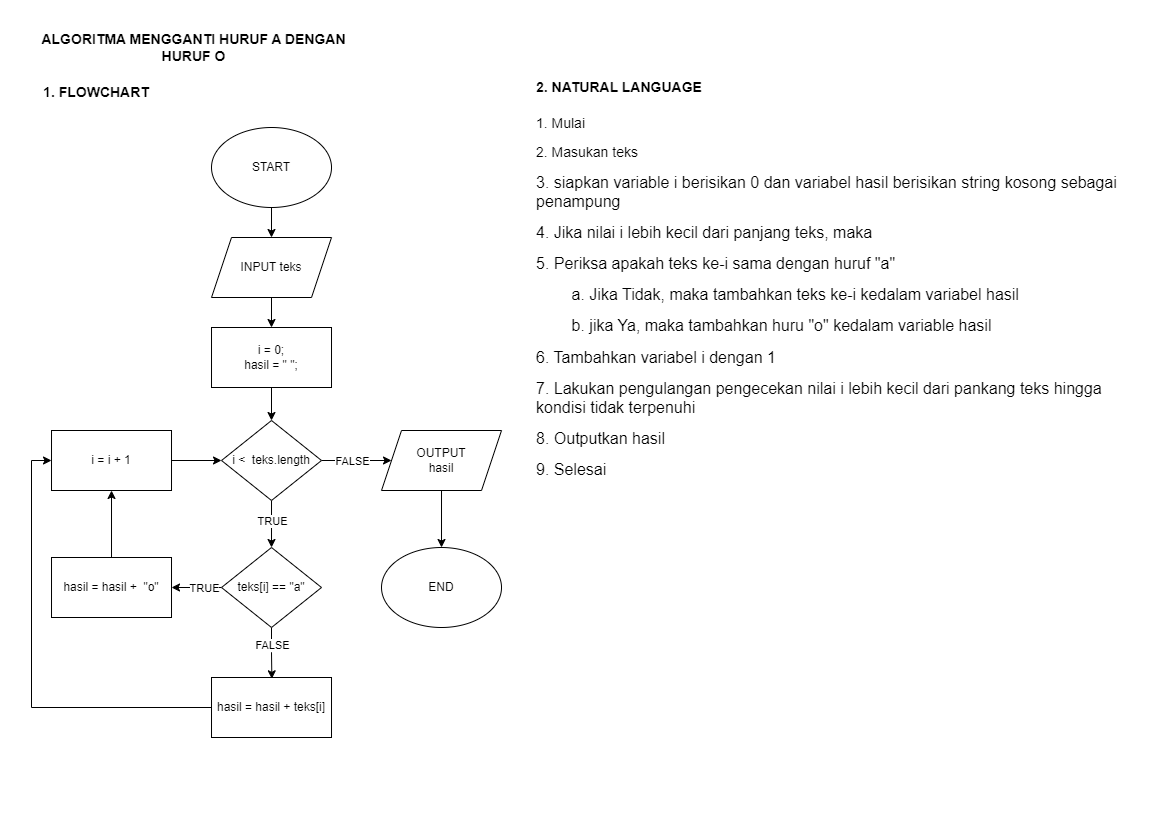 ALGORITMA MENGGANTI HURUF A DENGAN
HURUF O
1. FLOWCHART
START
INPUT teks
i = 0;
hasil = " ";
i = i + 1
i < teks.length
FALSE
OUTPUT
hasil
TRUE
hasil = hasil + "o"
TRUE
teks[i] == "a"
END
FALSE
hasil = hasil + teks[i]
2. NATURAL LANGUAGE
1. Mulai
2. Masukan teks
3. siapkan variable i berisikan 0 dan variabel hasil berisikan string kosong sebagai
penampung
4. Jika nilai i lebih kecil dari panjang teks, maka
5. Periksa apakah teks ke-i sama dengan huruf "a"
a. Jika Tidak, maka tambahkan teks ke-i kedalam variabel hasil
b. jika Ya, maka tambahkan huru "o" kedalam variable hasil
6. Tambahkan variabel i dengan 1
7. Lakukan pengulangan pengecekan nilai i lebih kecil dari pankang teks hingga
kondisi tidak terpenuhi
8. Outputkan hasil
9. Selesai